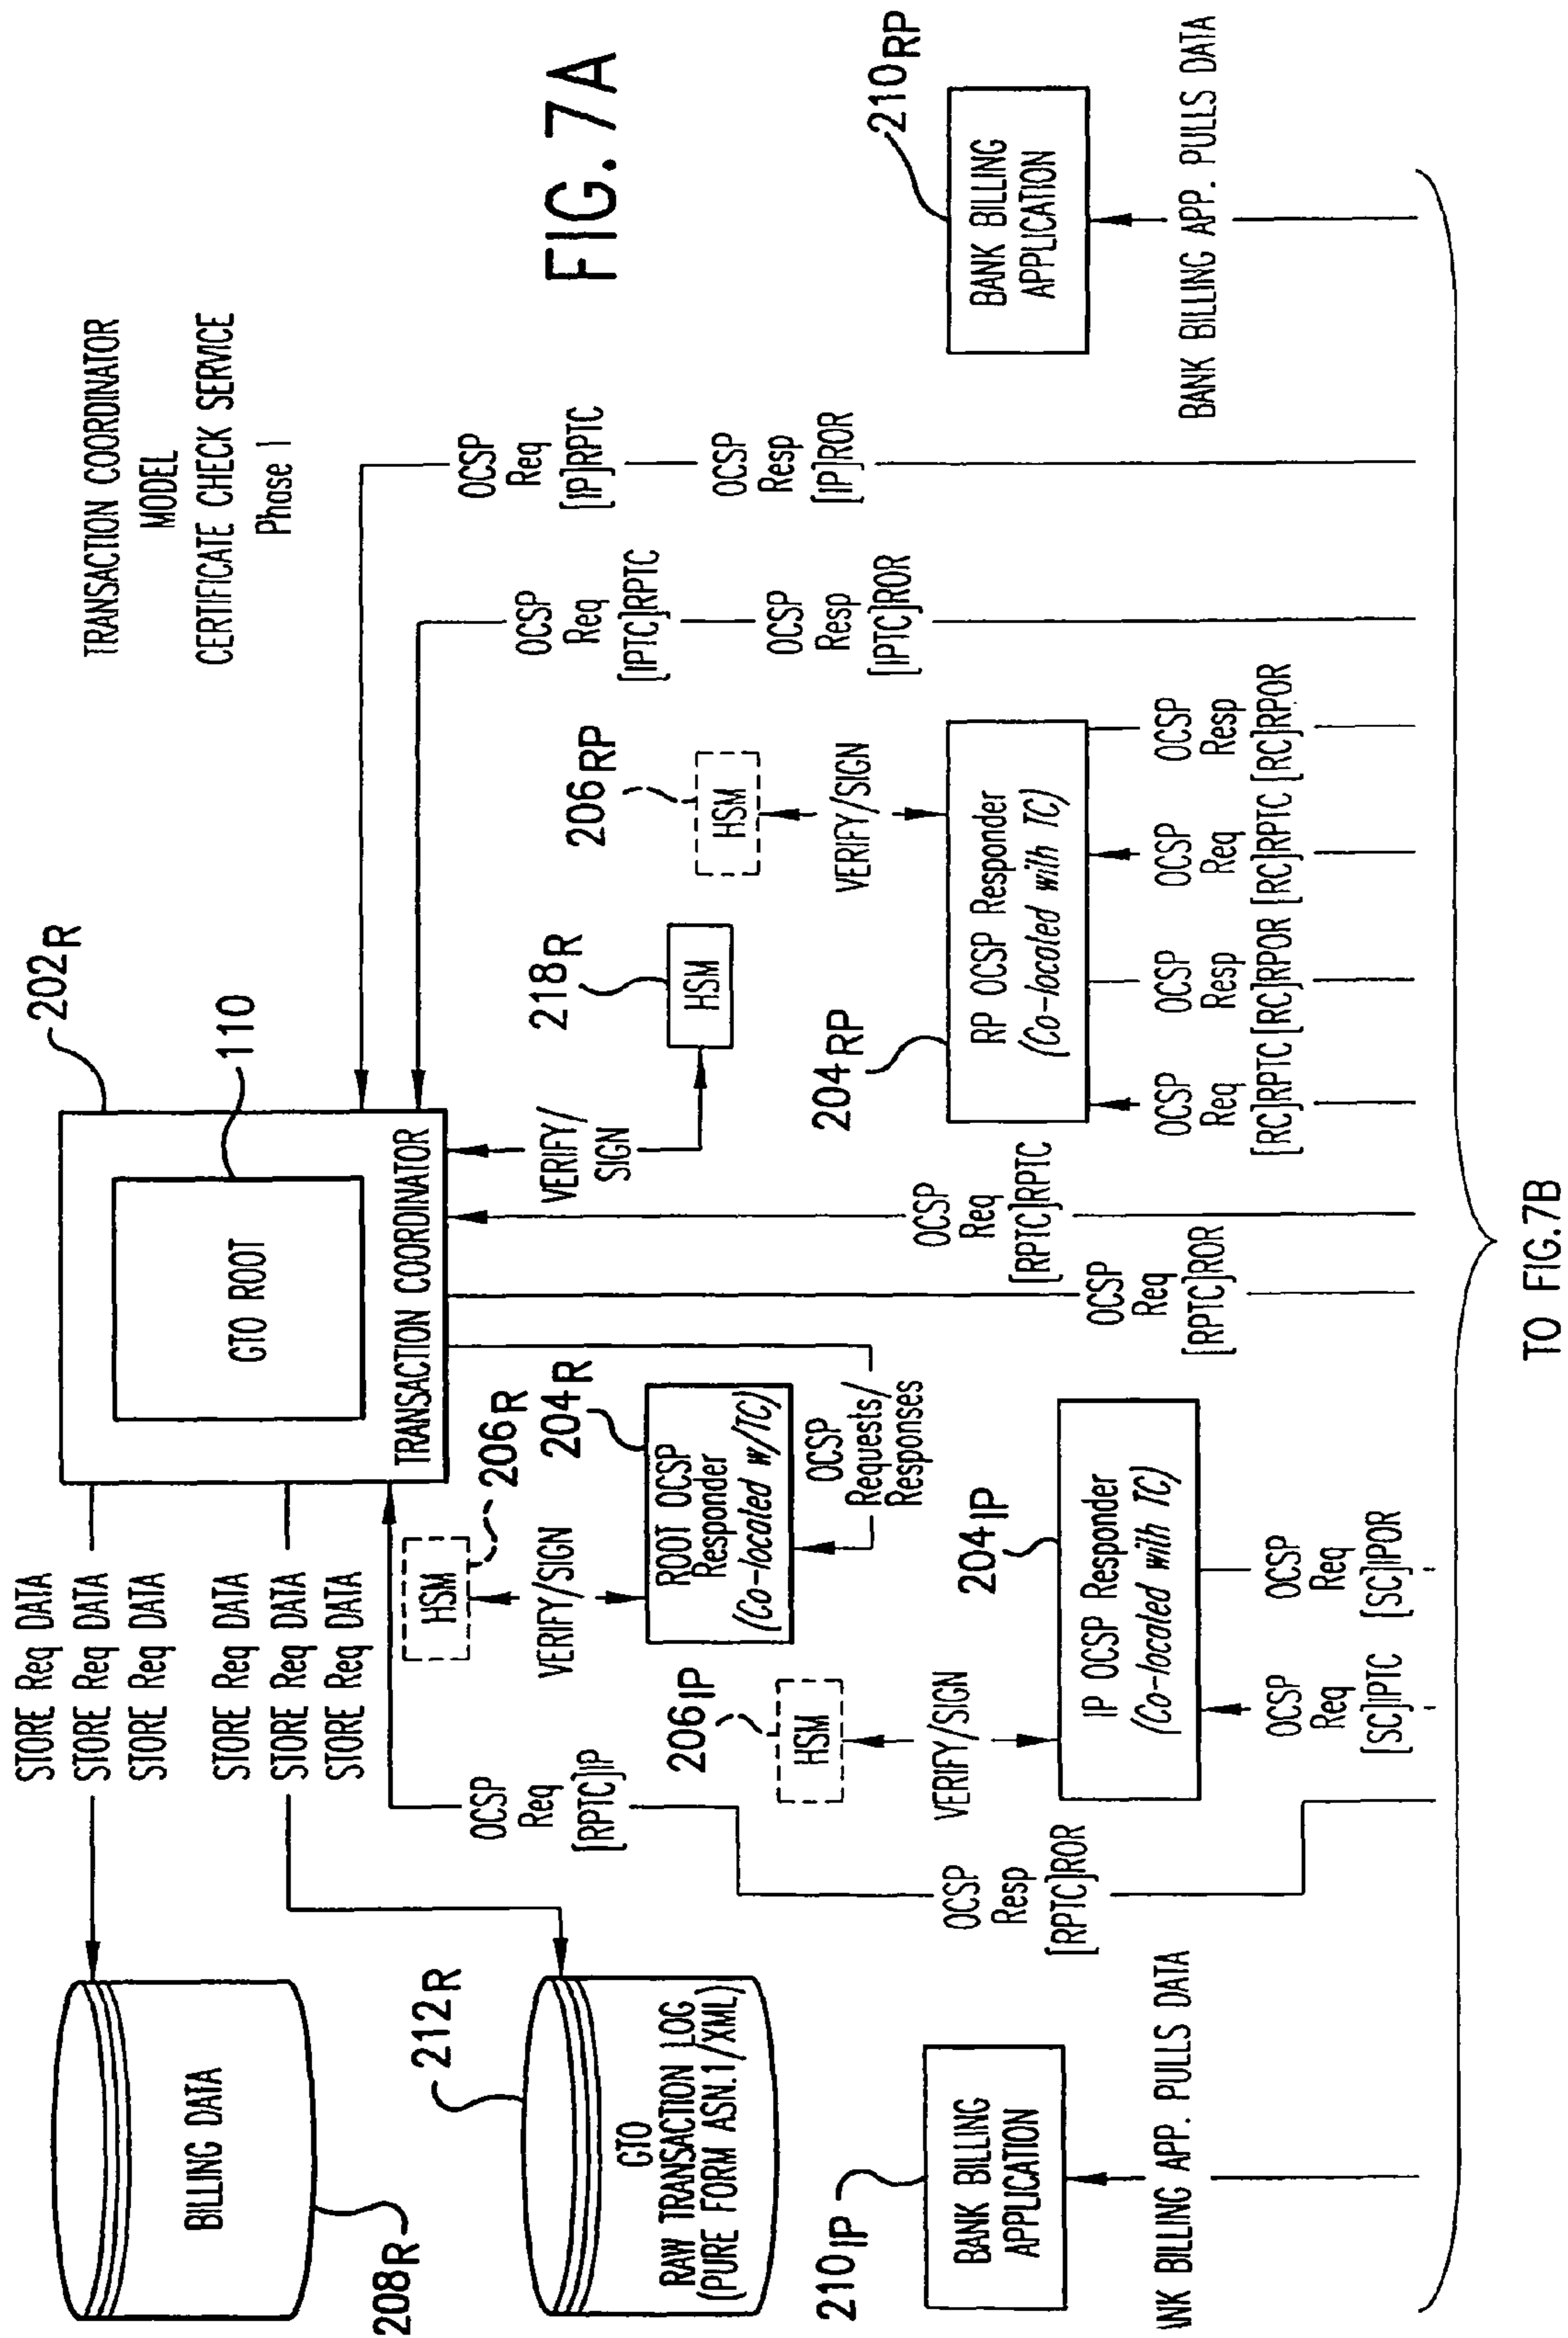 TRANSACTION COORDINATOR
MODEL
CERTIFICATE CHECK SERVICE
Phase 1
FIG. 7A
202R
110
GTO ROOT
TRANSACTION COORDINATOR
STORE Req DATA
STORE Req DATA
STORE Req DATA
STORE Req DATA
STORE Req DATA
STORE Req DATA
BILLING DATA
208R
212R
GTO
RAW TRANSACTION LOG
(PURE FORM ASN.1/XML)
206R
HSM
VERIFY/SIGN
204R
ROOT OCSP
Responder
(Co-located w/TC)
OCSP
Requests/
Responses
VERIFY/
SIGN
218R
HSM
206RP
HSM
VERIFY/SIGN
OCSP
Req
[IPTC]RPTC
OCSP
Resp
[IPTC]ROR
OCSP
Req
[IP]RPTC
OCSP
Resp
[IP]ROR
OCSP
Req
[RPTC]IP
OCSP
Resp
[RPTC]ROR
206IP
HSM
VERIFY/SIGN
204IP
IP OCSP Responder
(Co-located with TC)
OCSP
Req
[SC]IPTC
OCSP
Req
[SC]IPOR
OCSP
Req
[RPTC]ROR
OCSP
Req
[RPTC]RPTC
204RP
RP OCSP Responder
(Co-localed with TC)
OCSP
Req
[RC]RPTC
OCSP
Resp
[RC]RPOR
OCSP
Req
[RC]RPTC
OCSP
Resp
[RC]RPOR
210IP
BANK BILLING
APPLICATION
ANK BILLING APP. PULLS DATA
210RP
BANK BILLING
APPLICATION
BANK BILLING APP. PULLS DATA
TO FIG.7B